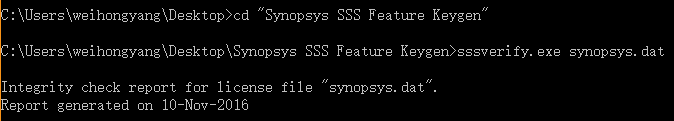 C:\Users\weihongyang\Desktop>cd "Synopsys SSS Feature Keygen"
C:\Users\weihongyang\Desktop\Synopsys SSS Feature Keygen>sssverify.exe synopsys.dat
Integrity check report for license file "synopsys.dat".
Report generated on 10-Nov-2016